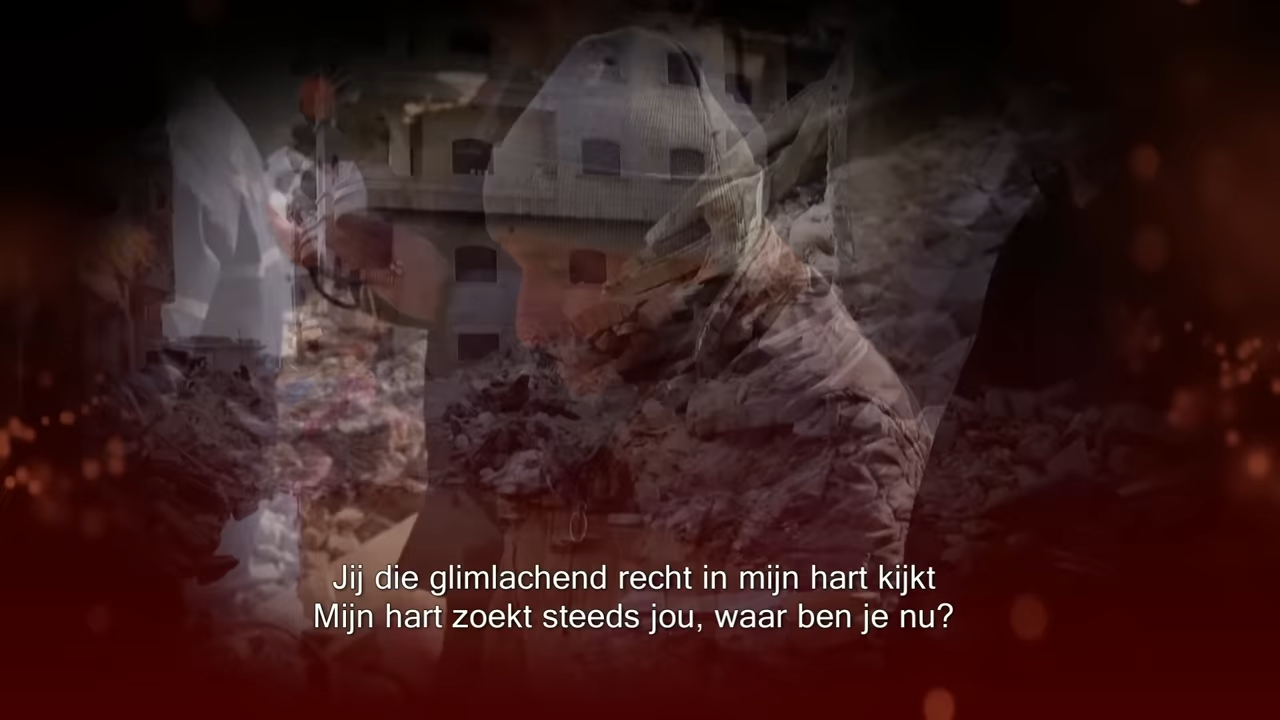 Jij die glimlachend recht in mijn hart kijkt
Mijn hart zoekt steeds jou, waar ben je nu?